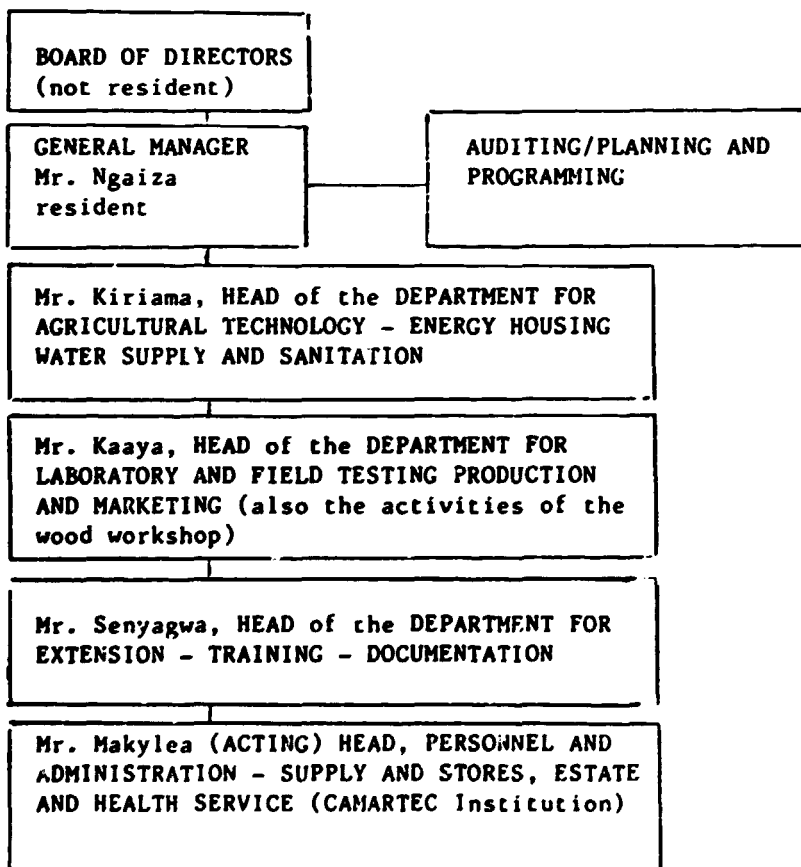 BOARD OF DIRECTORS
(not resident)
GENERAL MANAGER
Mr. Ngaiza
resident
AUDITING/PLANNING AND
PROGRAMMING
Mr. Kiriama, HEAD of the DEPARTMENT FOR
AGRICULTURAL TECHNOLOGY - ENERGY HOUSING
WATER SUPPLY AND SANITATION
Mr. Kaaya, HEAD of the DEPARTMENT FOR
LABORATORY AND FIELD TESTING PRODUCTION
AND MARKETING (also the activities of the
wood workshop)
Mr. Senyagwa, HEAD of the DEPARTMENT FOR
EXTENSION - TRAINING - DOCUMENTATION
Mr. Makylea (ACTING) HEAD, PERSONNEL AND
ADMINISTRATION - SUPPLY AND STORES, ESTATE
AND HEALTH SERVICE (CAMARTEC Institution)